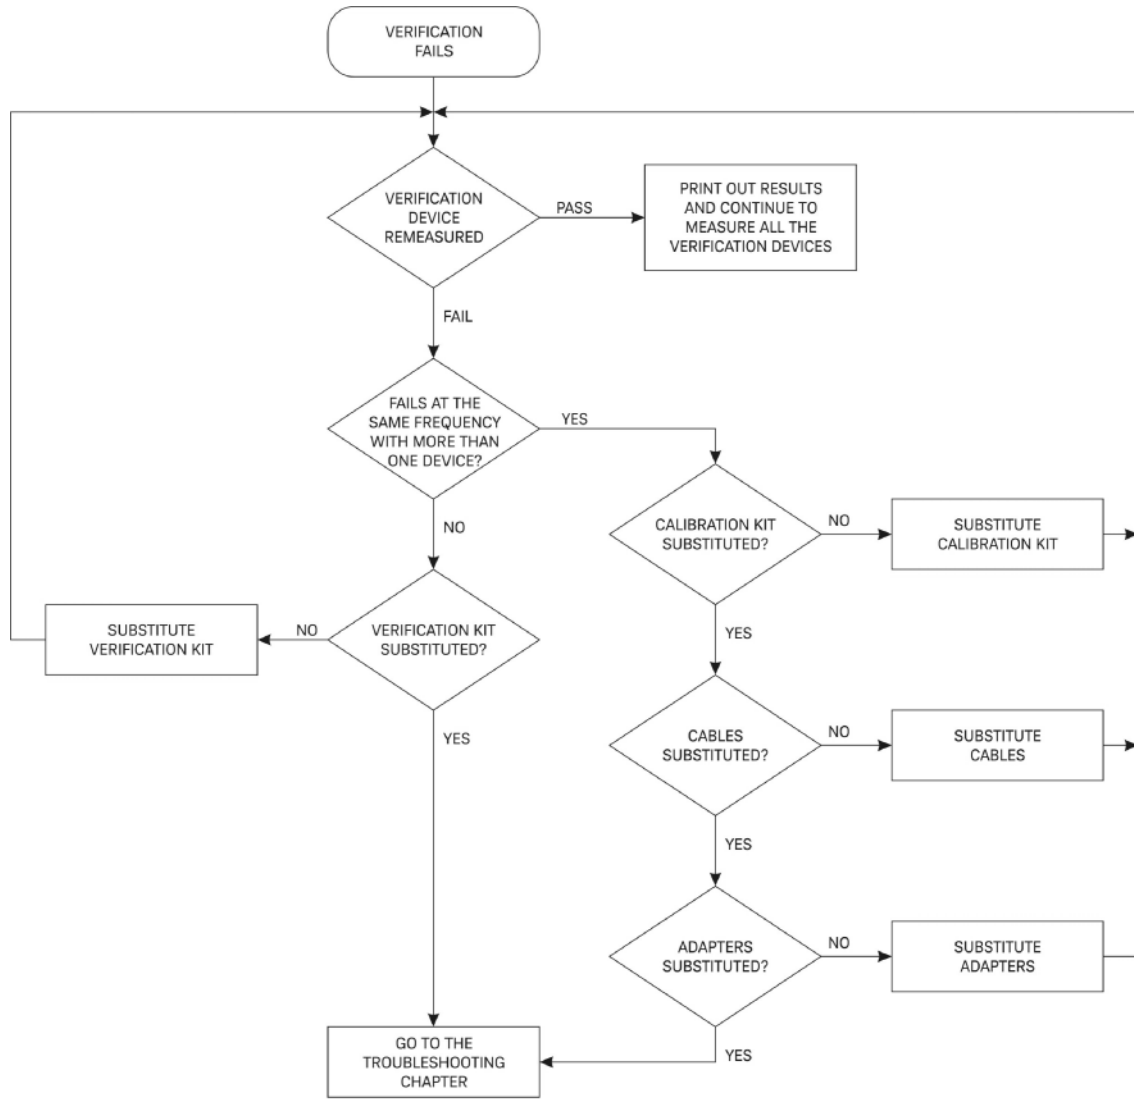 VERIFICATION
FAILS
VERIFICATION
DEVICE
REMEASURED
PASS
PRINT OUT RESULTS
AND CONTINUE TO
MEASURE ALL THE
VERIFICATION DEVICES
FAIL
FAILS AT THE
SAME FREQUENCY
WITH MORE THAN
ONE DEVICE?
YES
NO
CALIBRATION KIT
SUBSTITUTED?
NO
SUBSTITUTE
CALIBRATION KIT
SUBSTITUTE
VERIFICATION KIT
NO
VERIFICATION KIT
SUBSTITUTED?
YES
YES
CABLES
SUBSTITUTED?
NO
SUBSTITUTE
CABLES
YES
ADAPTERS
SUBSTITUTED?
NO
SUBSTITUTE
ADAPTERS
GO TO THE
TROUBLESHOOTING
CHAPTER
YES